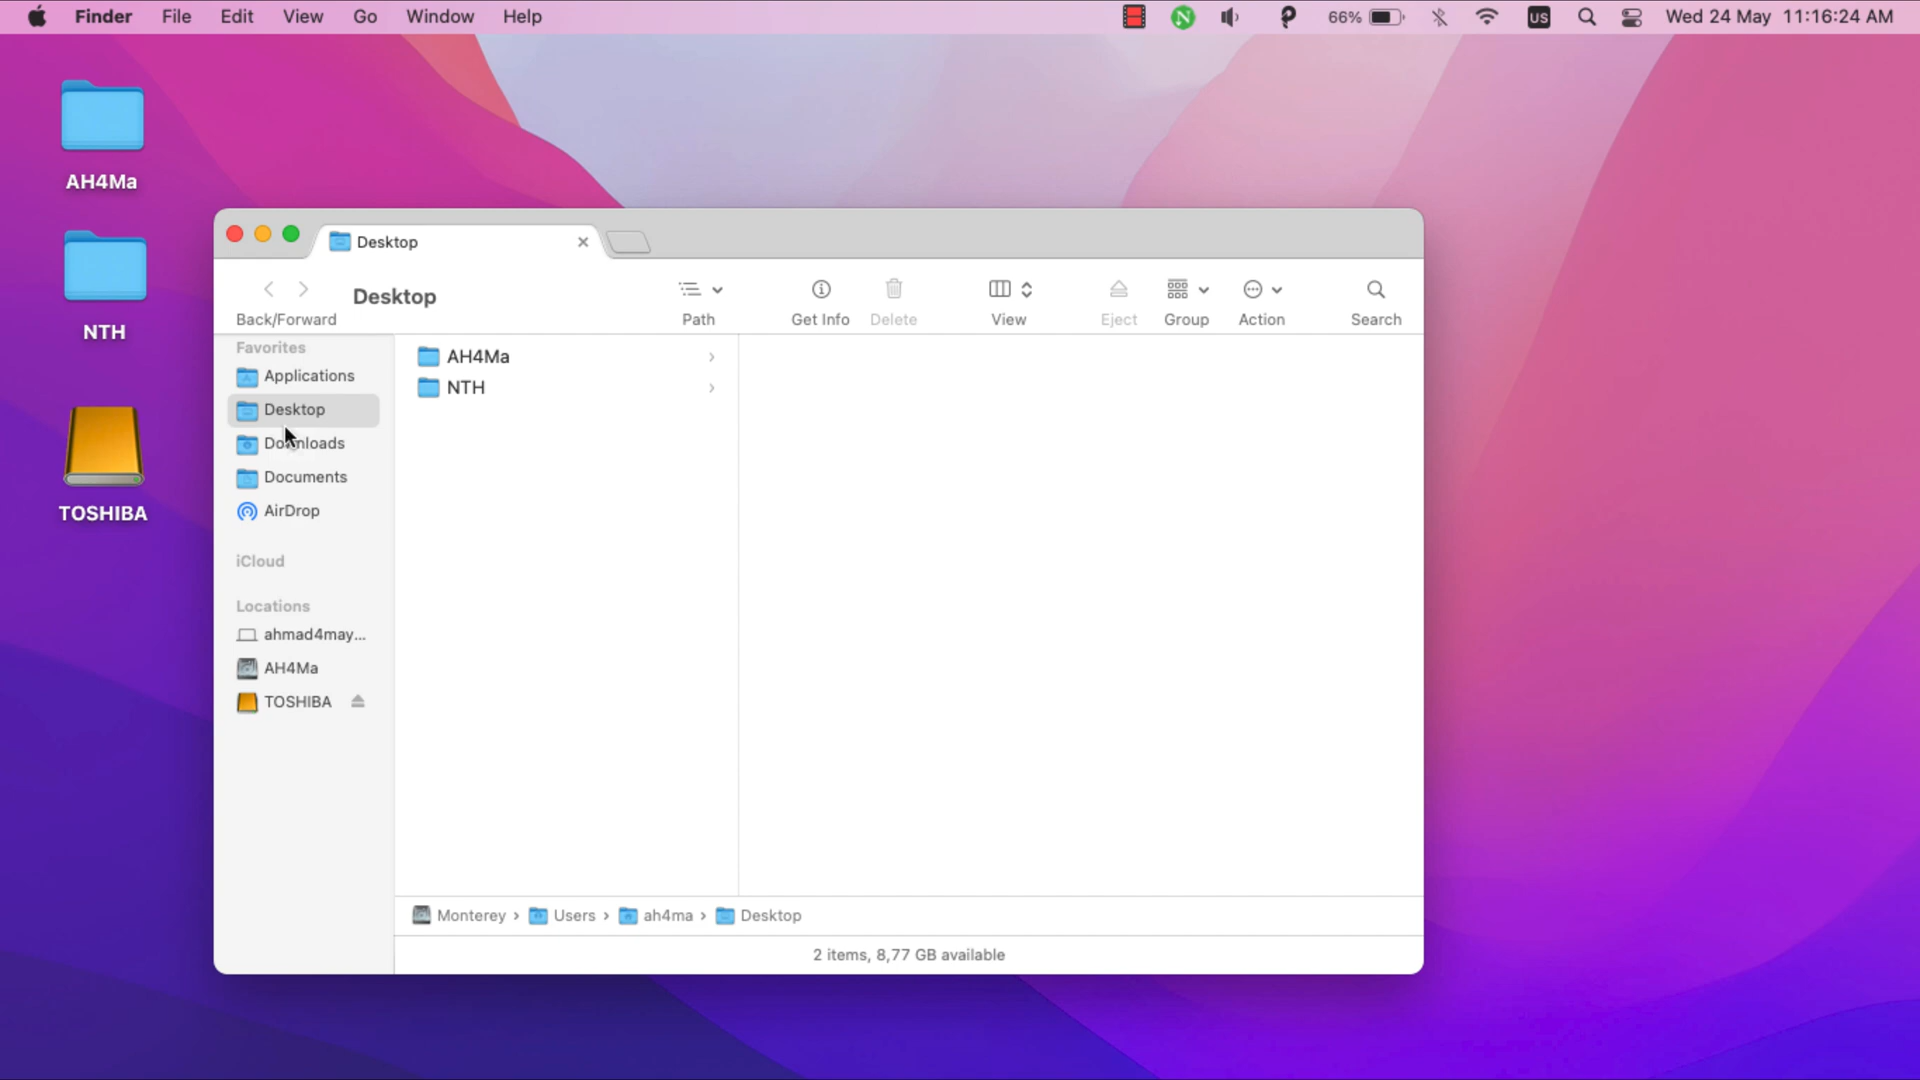 Finder File Edit View Go Window Help 66% US Wed 24 May 11:16:24 AM
AH4Ma
NTH
TOSHIBA
Desktop
Back/Forward
Desktop
Path
Get Info
Delete
View
Eject
Group
Action
Search
Favorites
Applications
Desktop
Downloads
Documents
AirDrop
iCloud
Locations
ahmad4may...
AH4Ma
TOSHIBA
AH4Ma
NTH
Monterey › Users › ah4ma › Desktop
2 items, 8,77 GB available